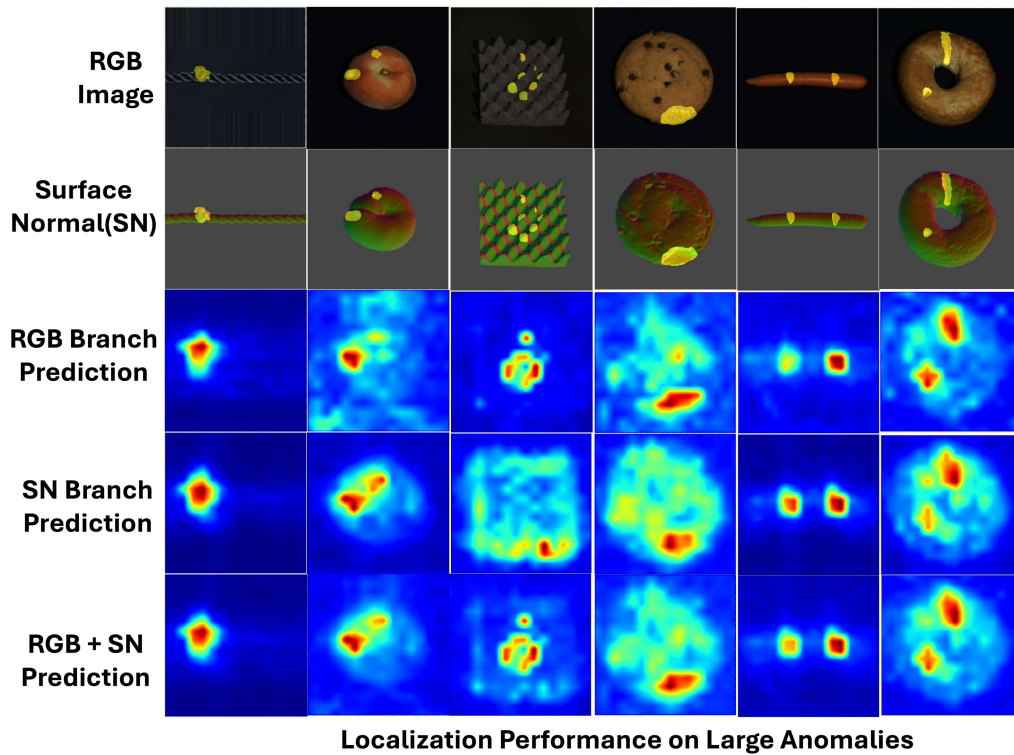 RGB
Image
Surface
Normal(SN)
RGB Branch
Prediction
SN Branch
Prediction
RGB + SN
Prediction
Localization Performance on Large Anomalies